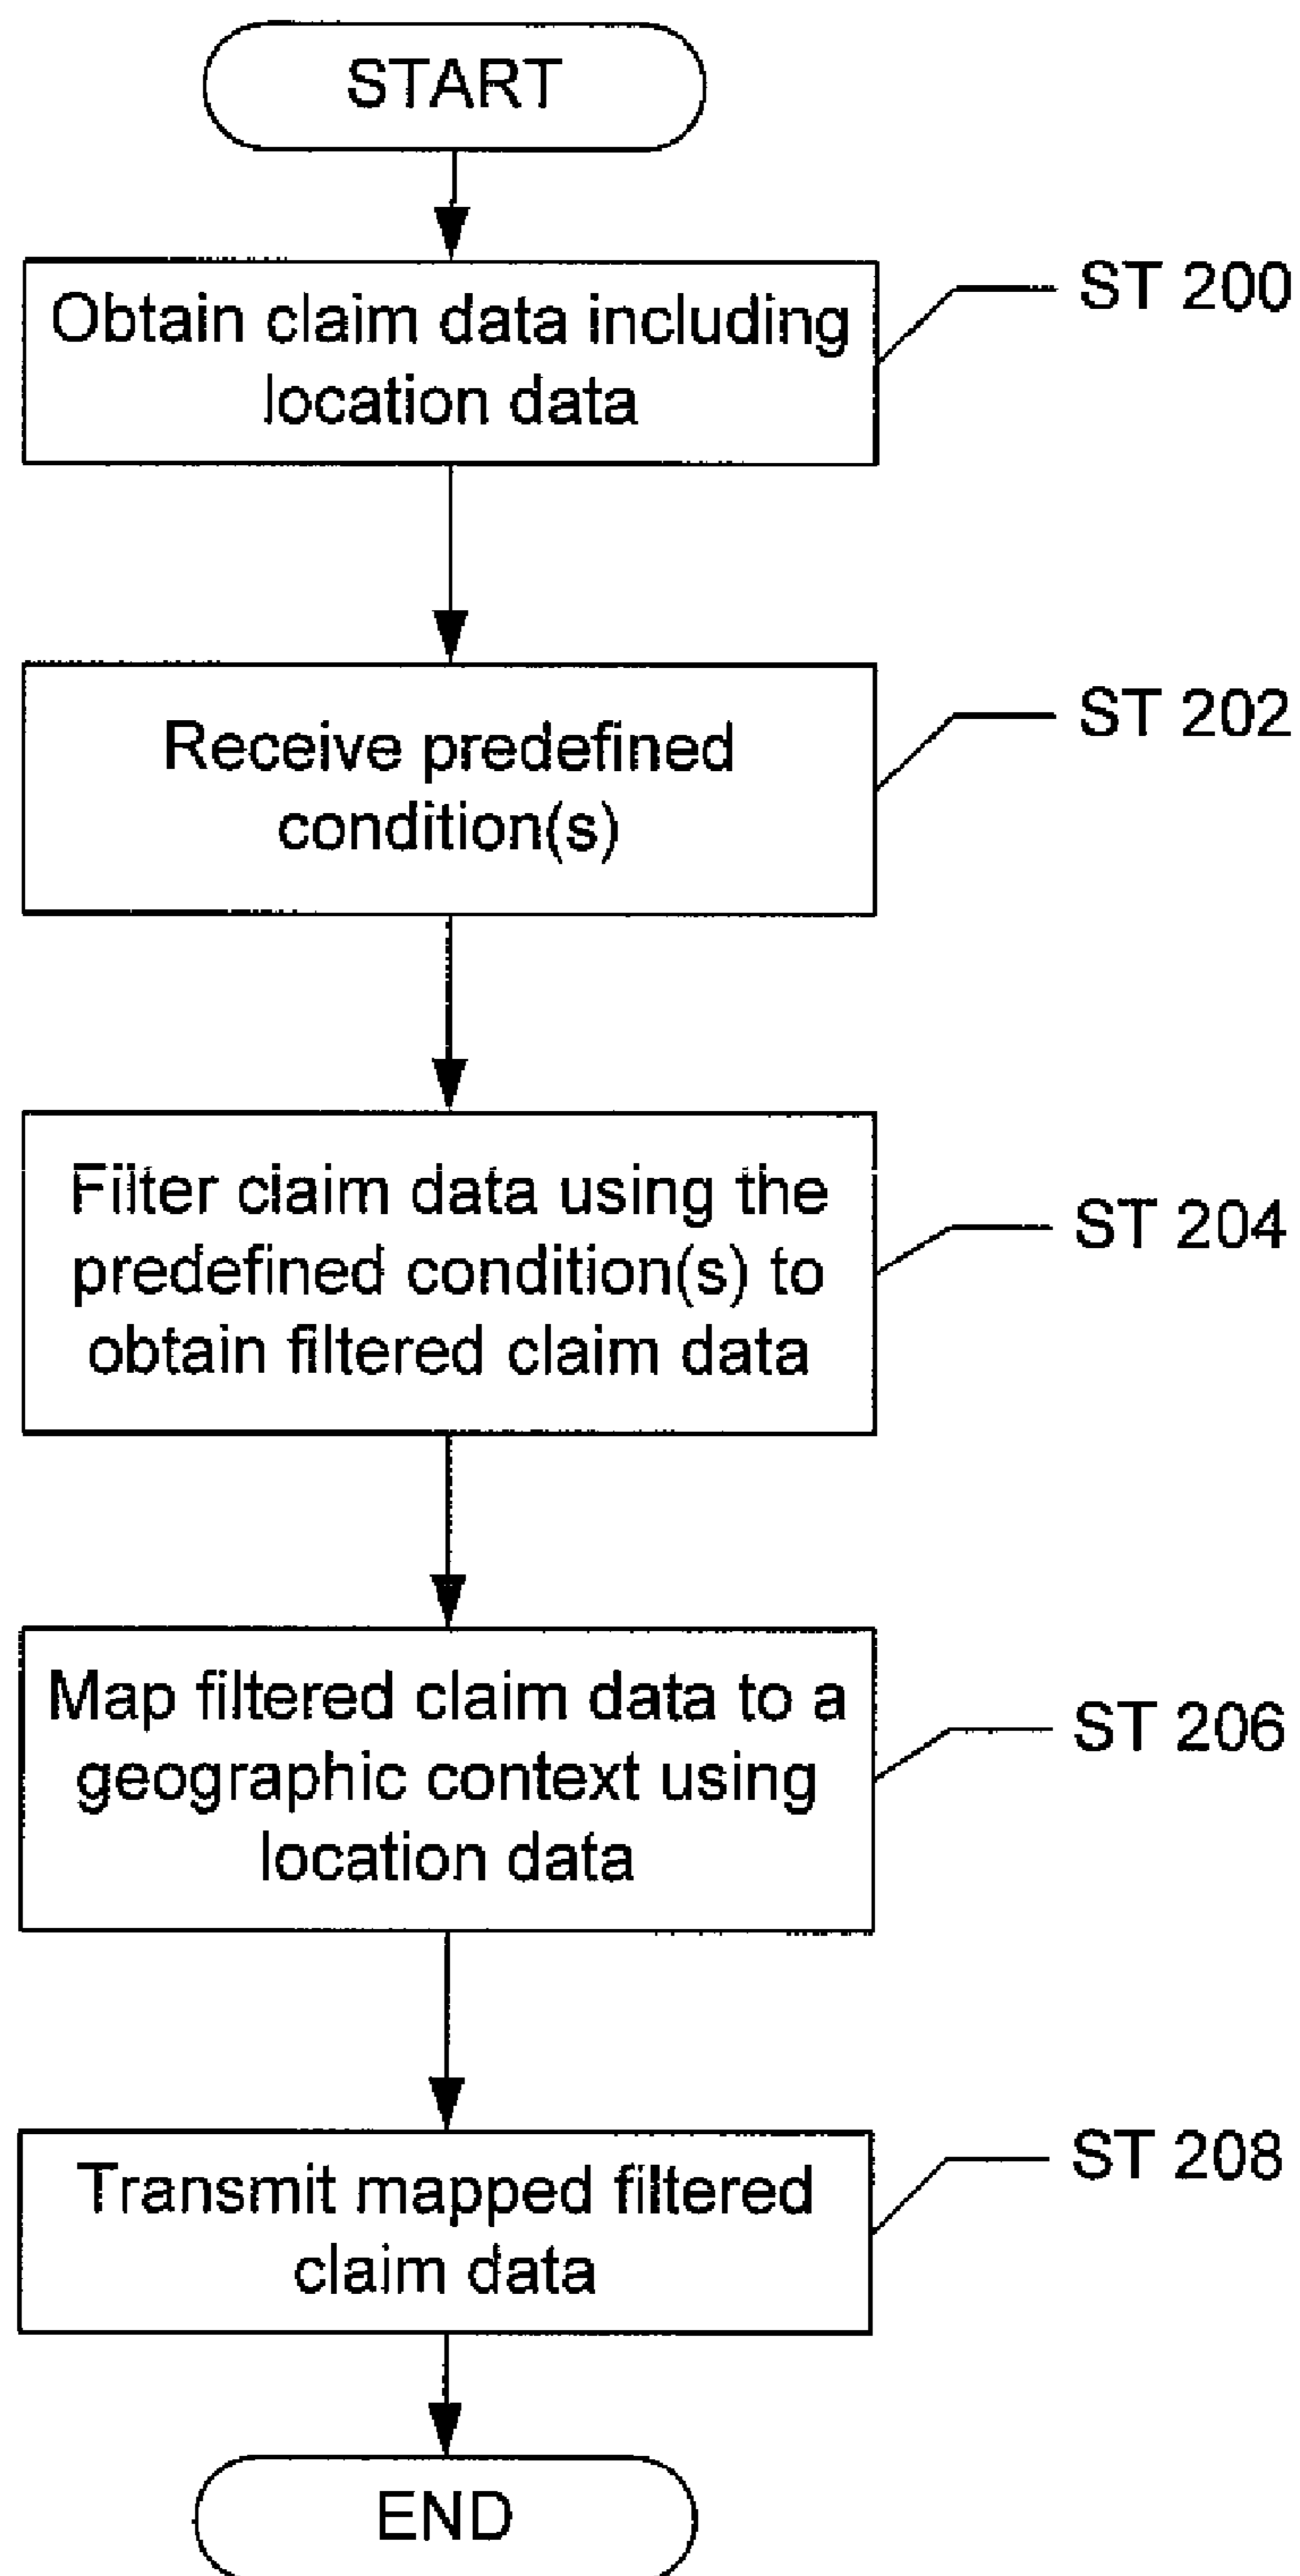 START
Obtain claim data including
location data
ST 200
Receive predefined
condition(s)
ST 202
Filter claim data using the
predefined condition(s) to
obtain filtered claim data
ST 204
Map filtered claim data to a
geographic context using
location data
ST 206
Transmit mapped filtered
claim data
ST 208
END